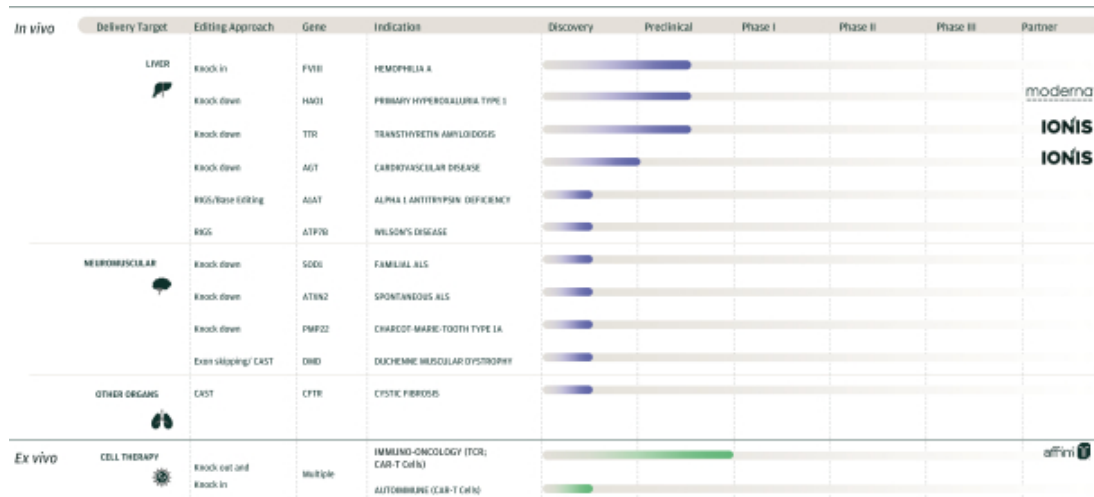 In vivo Delivery Target Editing Approach Gene Indication Discovery Preclinical Phase I Phase II Phase III Partner
LIVER Knock in FVIII HEMOPHILIA A
Knock down HAO1 PRIMARY HYPEROXALURIA TYPE 1 moderna
Knock down TTR TRANSTHYRETIN AMYLOIDOSIS IONIS
Knock down AGT CARDIOVASCULAR DISEASE IONIS
RIGS/Base Editing A1AT ALPHA 1 ANTITRYPSIN DEFICIENCY
RIGS ATP7B WILSON'S DISEASE
NEUROMUSCULAR Knock down SOD1 FAMILIAL ALS
Knock down ATXN2 SPONTANEOUS ALS
Knock down PMP22 CHARCOT-MARIE-TOOTH TYPE 1A
Exon skipping/ CAST DMD DUCHENNE MUSCULAR DYSTROPHY
OTHER ORGANS CAST CFTR CYSTIC FIBROSIS
Ex vivo CELL THERAPY Knock out and Multiple IMMUNO-ONCOLOGY (TCR; affini
Knock in CAR-T Cells)
AUTOIMMUNE (CAR-T Cells)